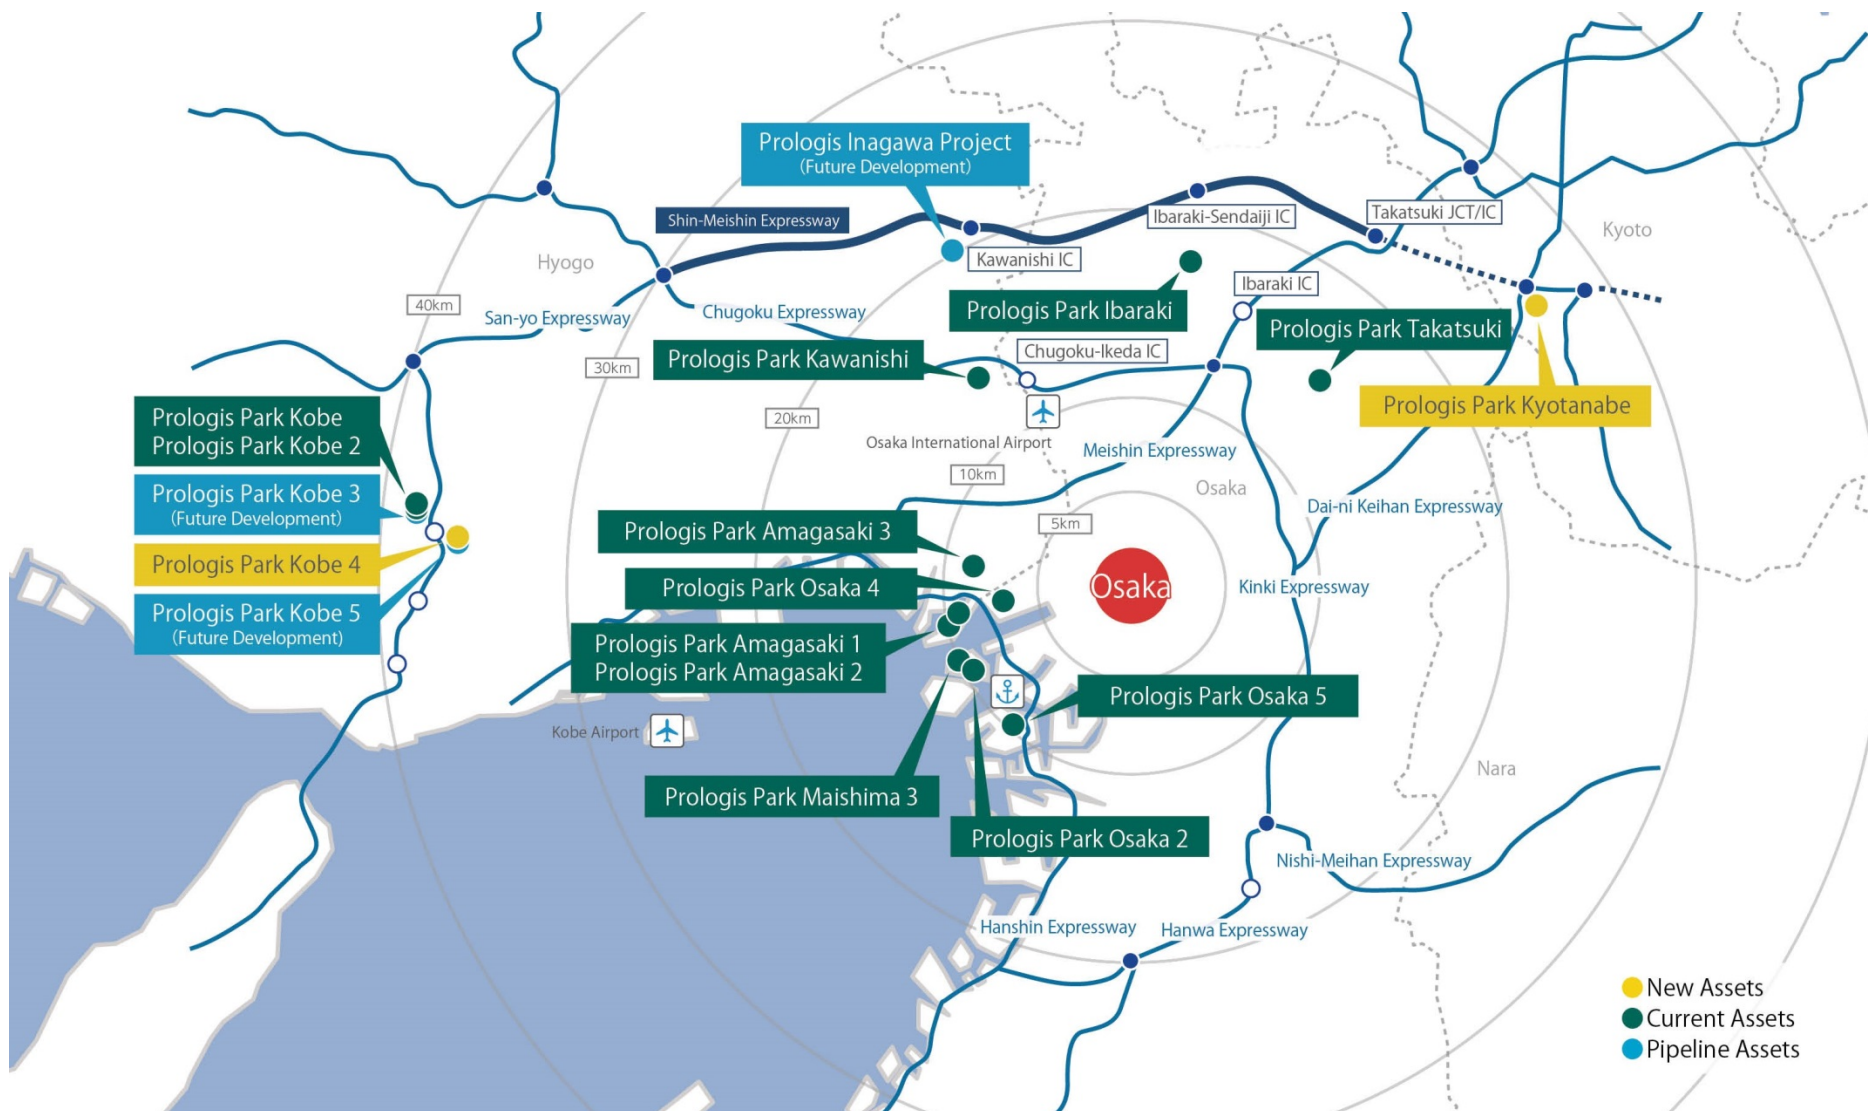 Prologis Inagawa Project
(Future Development)
Shin-Meishin Expressway
Ibaraki-Sendaiji IC
Takatsuki JCT/IC
Kyoto
Hyogo
Kawanishi IC
40km
San-yo Expressway
Chugoku Expressway
Prologis Park Ibaraki
Ibaraki IC
Prologis Park Takatsuki
30km
Prologis Park Kawanishi
Chugoku-Ikeda IC
Prologis Park Kyotanabe
20km
Osaka International Airport
Meishin Expressway
10km
Osaka
Dai-ni Keihan Expressway
5km
Prologis Park Kobe
Prologis Park Kobe 2
Prologis Park Kobe 3
(Future Development)
Prologis Park Kobe 4
Prologis Park Kobe 5
(Future Development)
Prologis Park Amagasaki 3
Prologis Park Osaka 4
Osaka
Kinki Expressway
Prologis Park Amagasaki 1
Prologis Park Amagasaki 2
Prologis Park Osaka 5
Kobe Airport
Nara
Prologis Park Maishima 3
Prologis Park Osaka 2
Nishi-Meihan Expressway
Hanshin Expressway
Hanwa Expressway
New Assets
Current Assets
Pipeline Assets